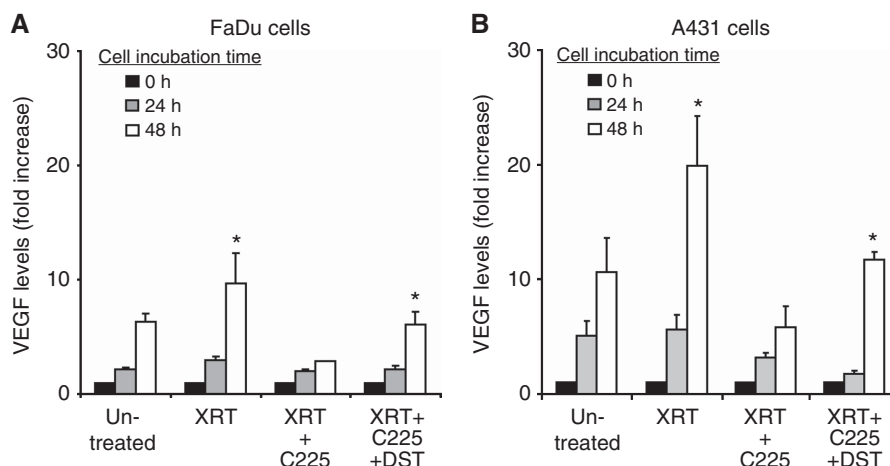 A
FaDu cells
VEGF levels (fold increase)
30
20
10
0
Cell incubation time
0 h
24 h
48 h
*
*
Un-
treated
XRT
XRT
+
C225
XRT+
C225
+DST
B
A431 cells
VEGF levels (fold increase)
30
20
10
0
Cell incubation time
0 h
24 h
48 h
*
*
Un-
treated
XRT
XRT
+
C225
XRT+
C225
+DST